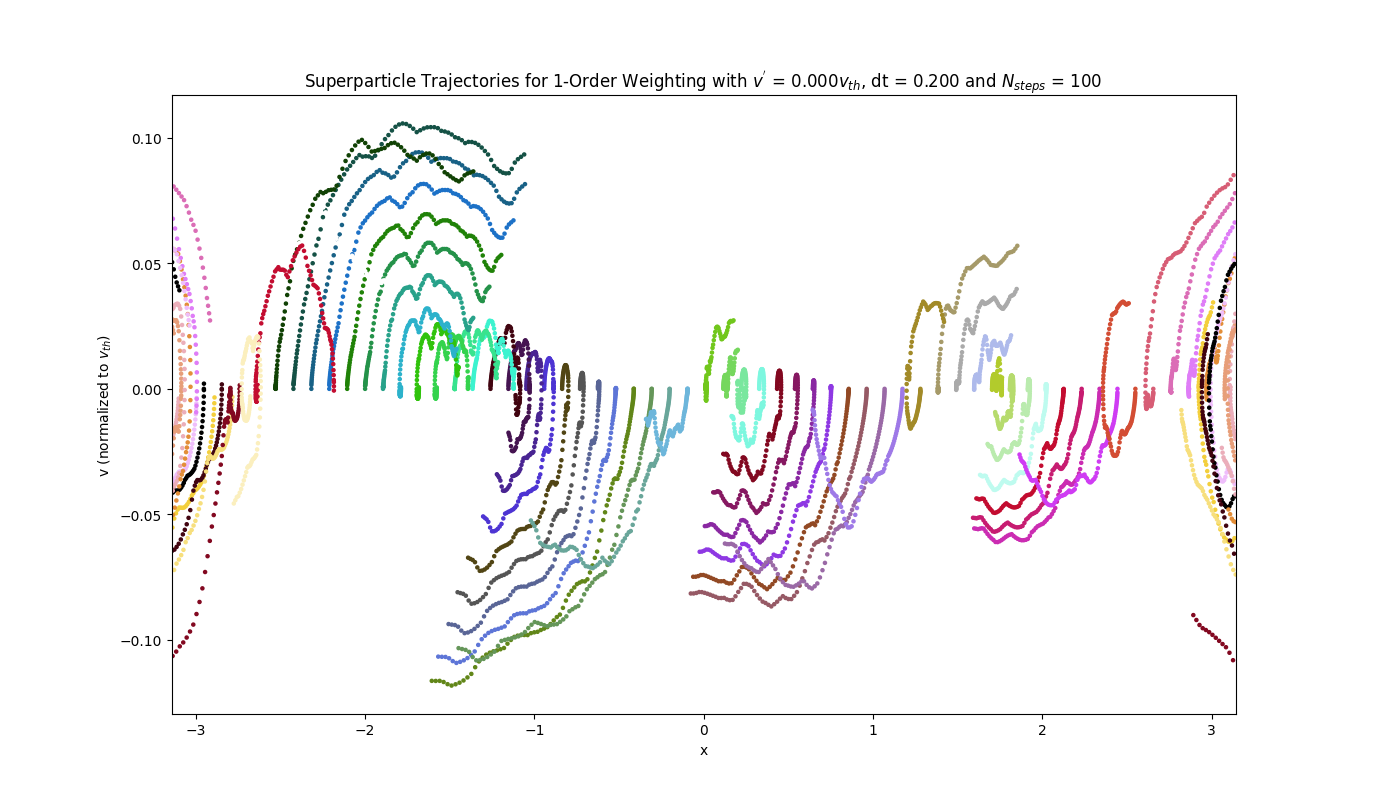 Superparticle Trajectories for 1-Order Weighting with v′ = 0.000v_th, dt = 0.200 and N_steps = 100
0.10
0.05
0.00
−0.05
−0.10
v (normalized to v_th)
−3 −2 −1 0 1 2 3
x